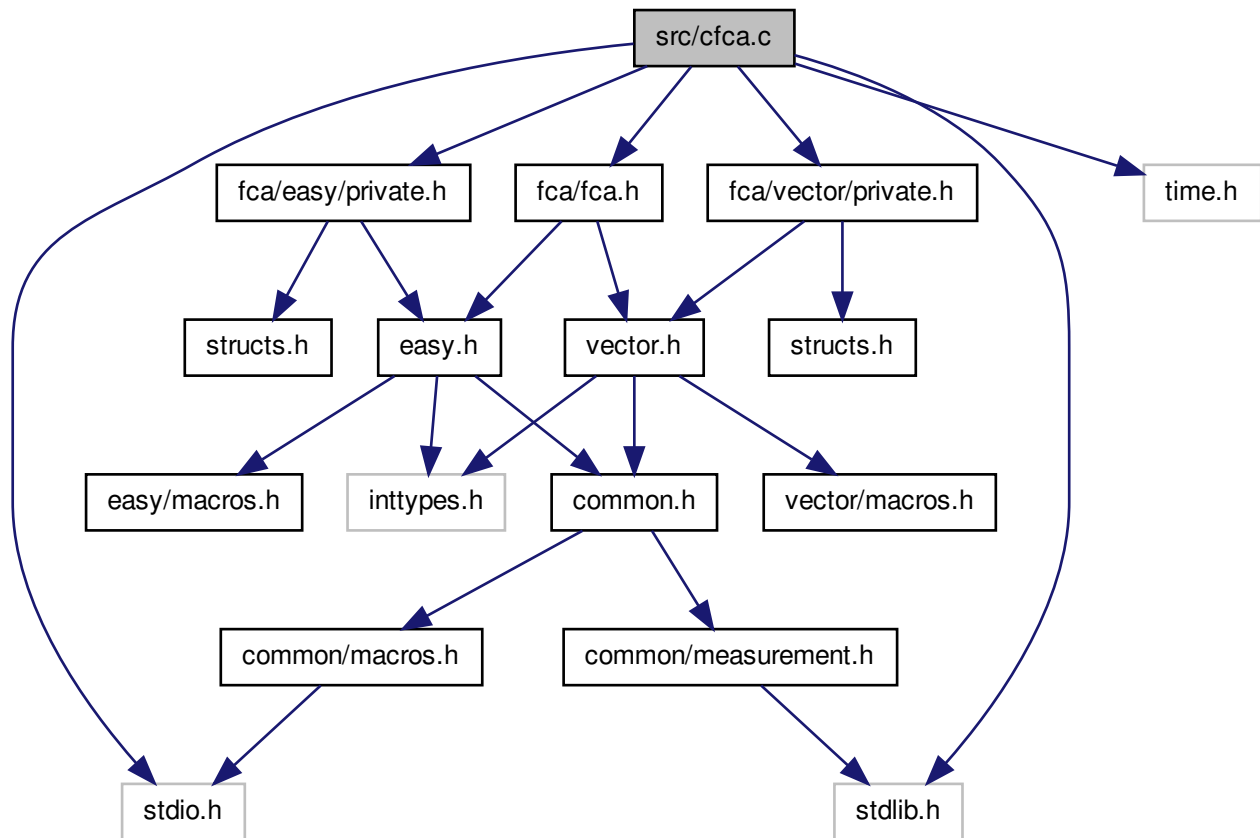 src/cfca.c
fca/easy/private.h
fca/fca.h
fca/vector/private.h
time.h
structs.h
easy.h
vector.h
structs.h
easy/macros.h
inttypes.h
common.h
vector/macros.h
common/macros.h
common/measurement.h
stdio.h
stdlib.h